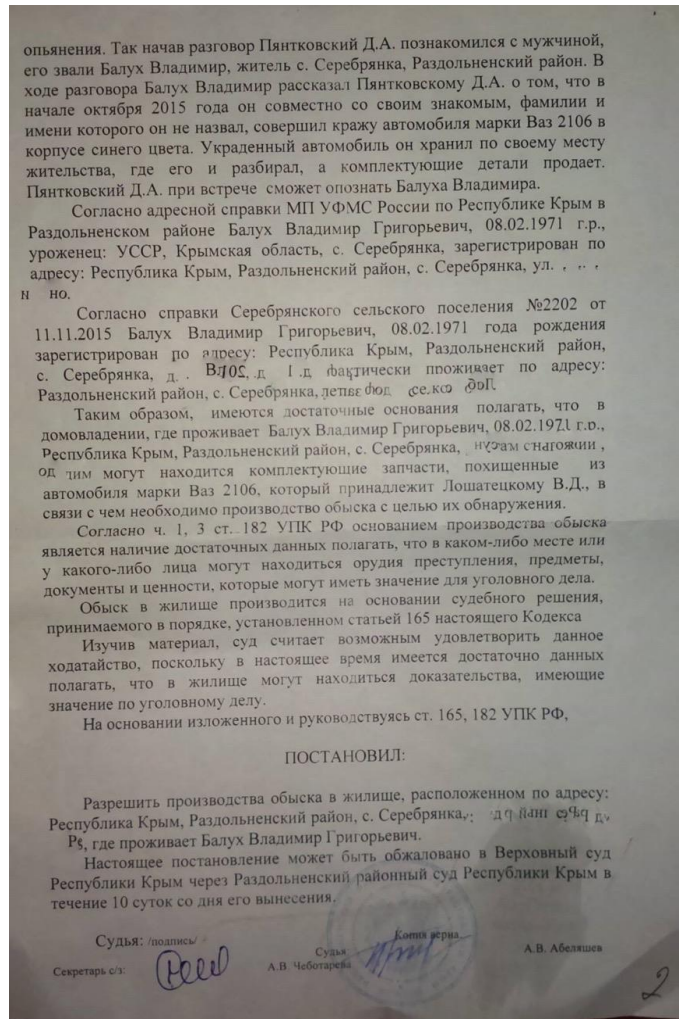 опьянения. Так начав разговор Пянтковский Д.А. познакомился с мужчиной,
его звали Балух Владимир, житель с. Серебрянка, Раздольненский район. В
ходе разговора Балух Владимир рассказал Пянтковскому Д.А. о том, что в
начале октября 2015 года он совместно со своим знакомым, фамилии и
имени которого он не назвал, совершил кражу автомобиля марки Ваз 2106 в
корпусе синего цвета. Украденный автомобиль он хранил по своему месту
жительства, где его и разбирал, а комплектующие детали продает.
Пянтковский Д.А. при встрече сможет опознать Балуха Владимира.
Согласно адресной справки МП УФМС России по Республике Крым в
Раздольненском районе Балух Владимир Григорьевич, 08.02.1971 г.р.,
уроженец: УССР, Крымская область, с. Серебрянка, зарегистрирован по
адресу: Республика Крым, Раздольненский район, с. Серебрянка, ул.
Согласно справки Серебрянского сельского поселения №2202 от
11.11.2015 Балух Владимир Григорьевич, 08.02.1971 года рождения
зарегистрирован по адресу: Республика Крым, Раздольненский район,
с. Серебрянка, фактически проживает по адресу:
Раздольненский район, с. Серебрянка,
Таким образом, имеются достаточные основания полагать, что в
домовладении, где проживает Балух Владимир Григорьевич, 08.02.1971 г.р.,
Республика Крым, Раздольненский район, с. Серебрянка,
могут находится комплектующие запчасти, похищенные из
автомобиля марки Ваз 2106, который принадлежит Лошатецкому В.Д., в
связи с чем необходимо производство обыска с целью их обнаружения.
Согласно ч. 1, 3 ст. 182 УПК РФ основанием производства обыска
является наличие достаточных данных полагать, что в каком-либо месте или
у какого-либо лица могут находиться орудия преступления, предметы,
документы и ценности, которые могут иметь значение для уголовного дела.
Обыск в жилище производится на основании судебного решения,
принимаемого в порядке, установленном статьей 165 настоящего Кодекса
Изучив материал, суд считает возможным удовлетворить данное
ходатайство, поскольку в настоящее время имеется достаточно данных
полагать, что в жилище могут находиться доказательства, имеющие
значение по уголовному делу.
На основании изложенного и руководствуясь ст. 165, 182 УПК РФ,
ПОСТАНОВИЛ:
Разрешить производства обыска в жилище, расположенном по адресу:
Республика Крым, Раздольненский район, с. Серебрянка,
где проживает Балух Владимир Григорьевич.
Настоящее постановление может быть обжаловано в Верховный суд
Республики Крым через Раздольненский районный суд Республики Крым в
течение 10 суток со дня его вынесения.
Судья: /подпись/ Копия верна
Судья А.В. Абеляшев
Секретарь с/з: А.В. Чеботарева
2